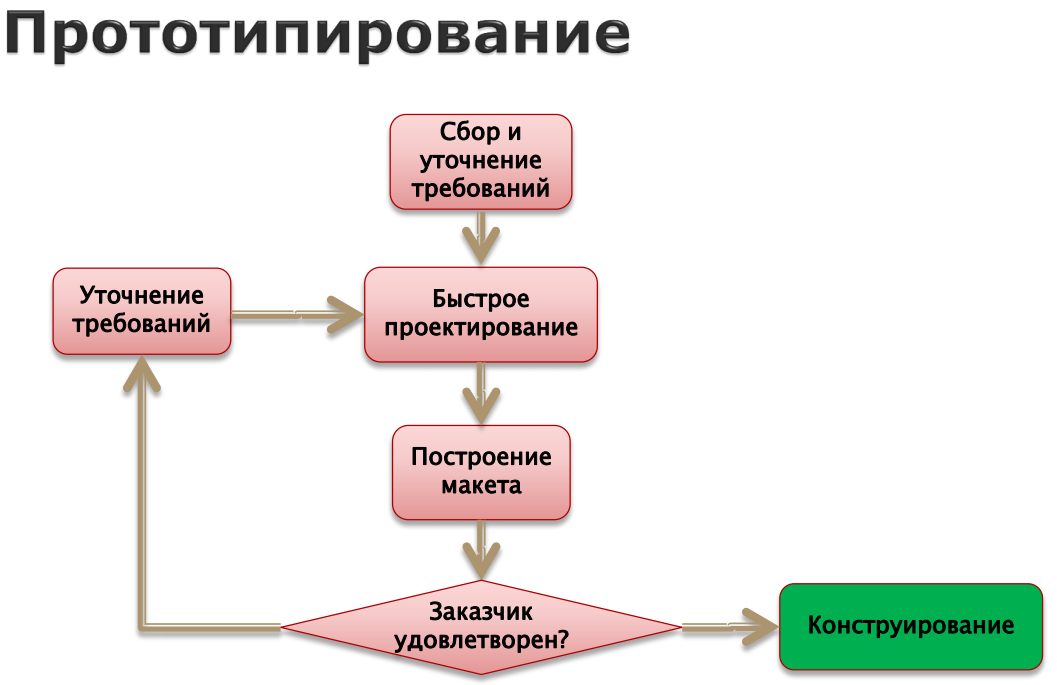 Прототипирование
Сбор и
уточнение
требований
Уточнение
требований
Быстрое
проектирование
Построение
макета
Заказчик
удовлетворен?
Конструирование